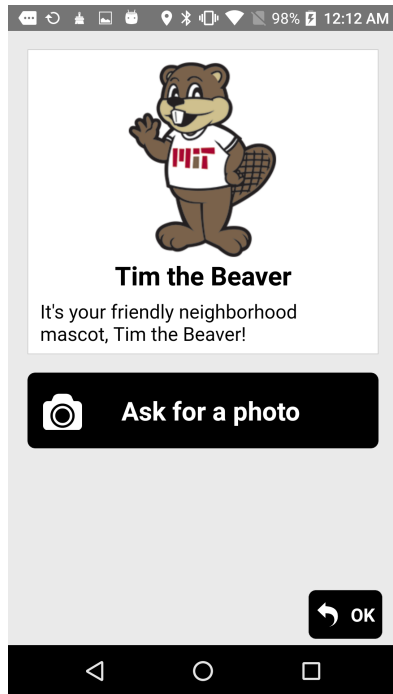 98% 12:12 AM
MIT
Tim the Beaver
It's your friendly neighborhood
mascot, Tim the Beaver!
Ask for a photo
OK